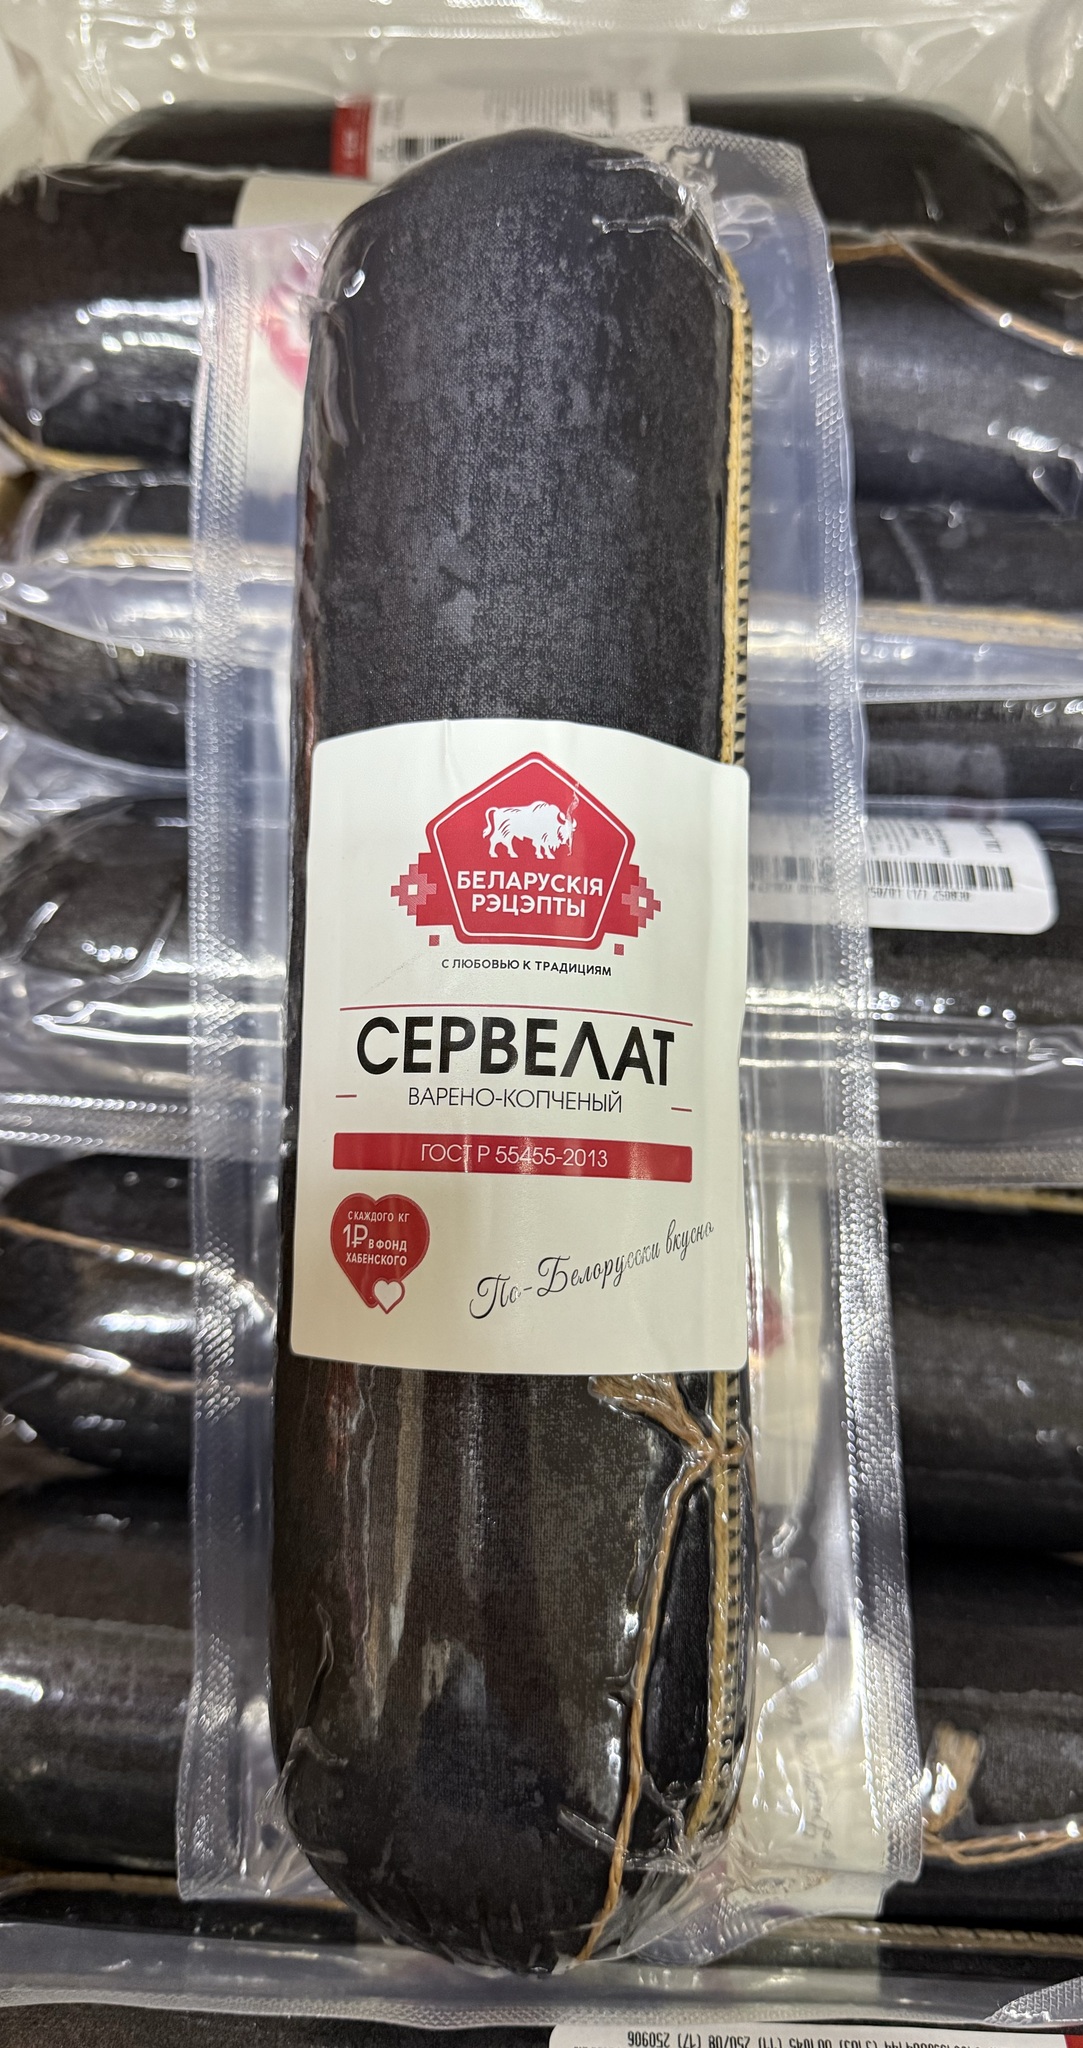 БЕЛАРУСКІЯ
РЭЦЭПТЫ
С ЛЮБОВЬЮ К ТРАДИЦИЯМ
СЕРВЕЛАТ
ВАРЕНО-КОПЧЕНЫЙ
ГОСТ Р 55455-2013
С КАЖДОГО КГ
1₽ В ФОНД
ХАБЕНСКОГО
По-Белорусски вкусно